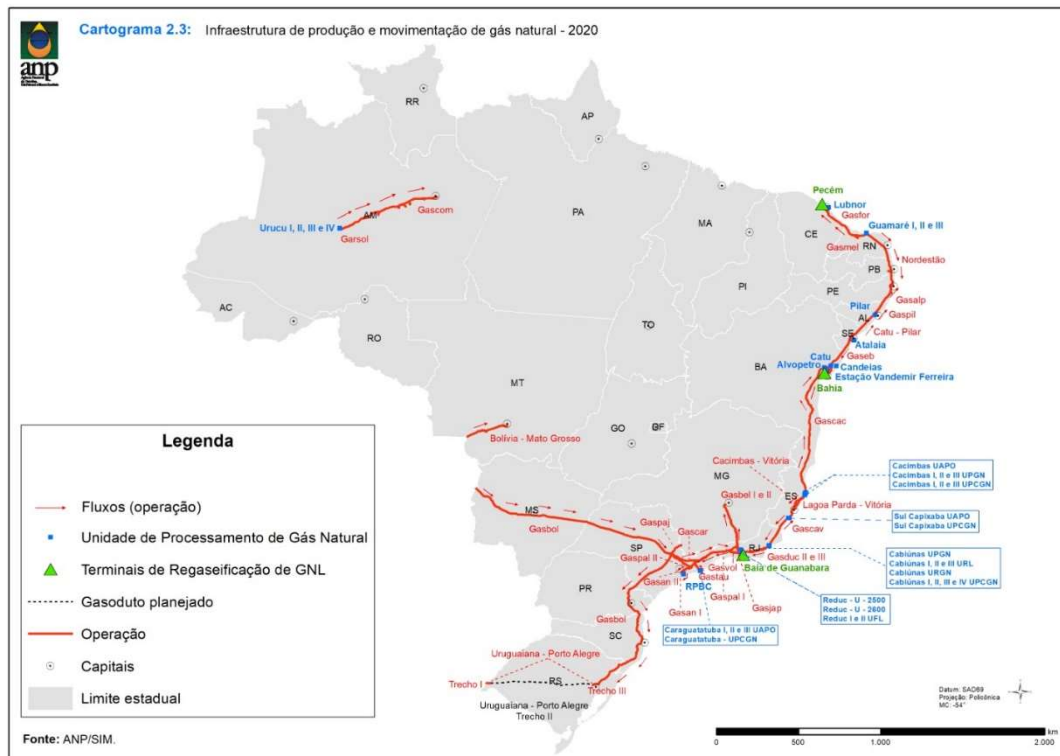 Cartograma 2.3: Infraestrutura de produção e movimentação de gás natural - 2020
anp
RR
AP
AM
Gascom
Urucu I, II, III e IV
Garsol
PA
MA
Pecém
Lubnor
Gasfor
CE
Guamaré I, II e III
Gasmel
RN
Nordestão
PB
PI
PE
Gasalp
AC
Pilar
AL
Gaspil
RO
TO
SE
Catu - Pilar
Atalaia
Catu
Gaseb
BA
Alvopetro
Candeias
Estação Vandemir Ferreira
MT
Bahia
GO
DF
Gascac
Bolívia - Mato Grosso
Cacimbas - Vitória
Cacimbas UAPO
Cacimbas I, II e III UPGN
Cacimbas I, II e III UPCGN
MG
Gasbel I e II
ES
Lagoa Parda - Vitória
MS
Gasbol
Sul Capixaba UAPO
Sul Capixaba UPCGN
Gaspaj
Gascar
Gascav
SP
RJ
Gaspal II
Gasduc II e III
Cabiúnas UPGN
Cabiúnas I, II e III URL
Cabiúnas URGN
Cabiúnas I, II, III e IV UPCGN
Gasvol
Baía de Guanabara
Gasan II
Gastau
RPBC
PR
Gaspal I
Gasan I
Gasjap
Reduc - U - 2500
Reduc - U - 2600
Reduc I e II UFL
Gasbol
Caraguatatuba I, II e III UAPO
Caraguatatuba - UPCGN
SC
Uruguaiana - Porto Alegre
Trecho I
RS
Trecho III
Uruguaiana - Porto Alegre
Trecho II
Legenda
Fluxos (operação)
Unidade de Processamento de Gás Natural
Terminais de Regaseificação de GNL
Gasoduto planejado
Operação
Capitais
Limite estadual
Fonte: ANP/SIM.
Datum: SAD69
Projeção: Policônica
MC: -54°
km
0 500 1.000 2.000